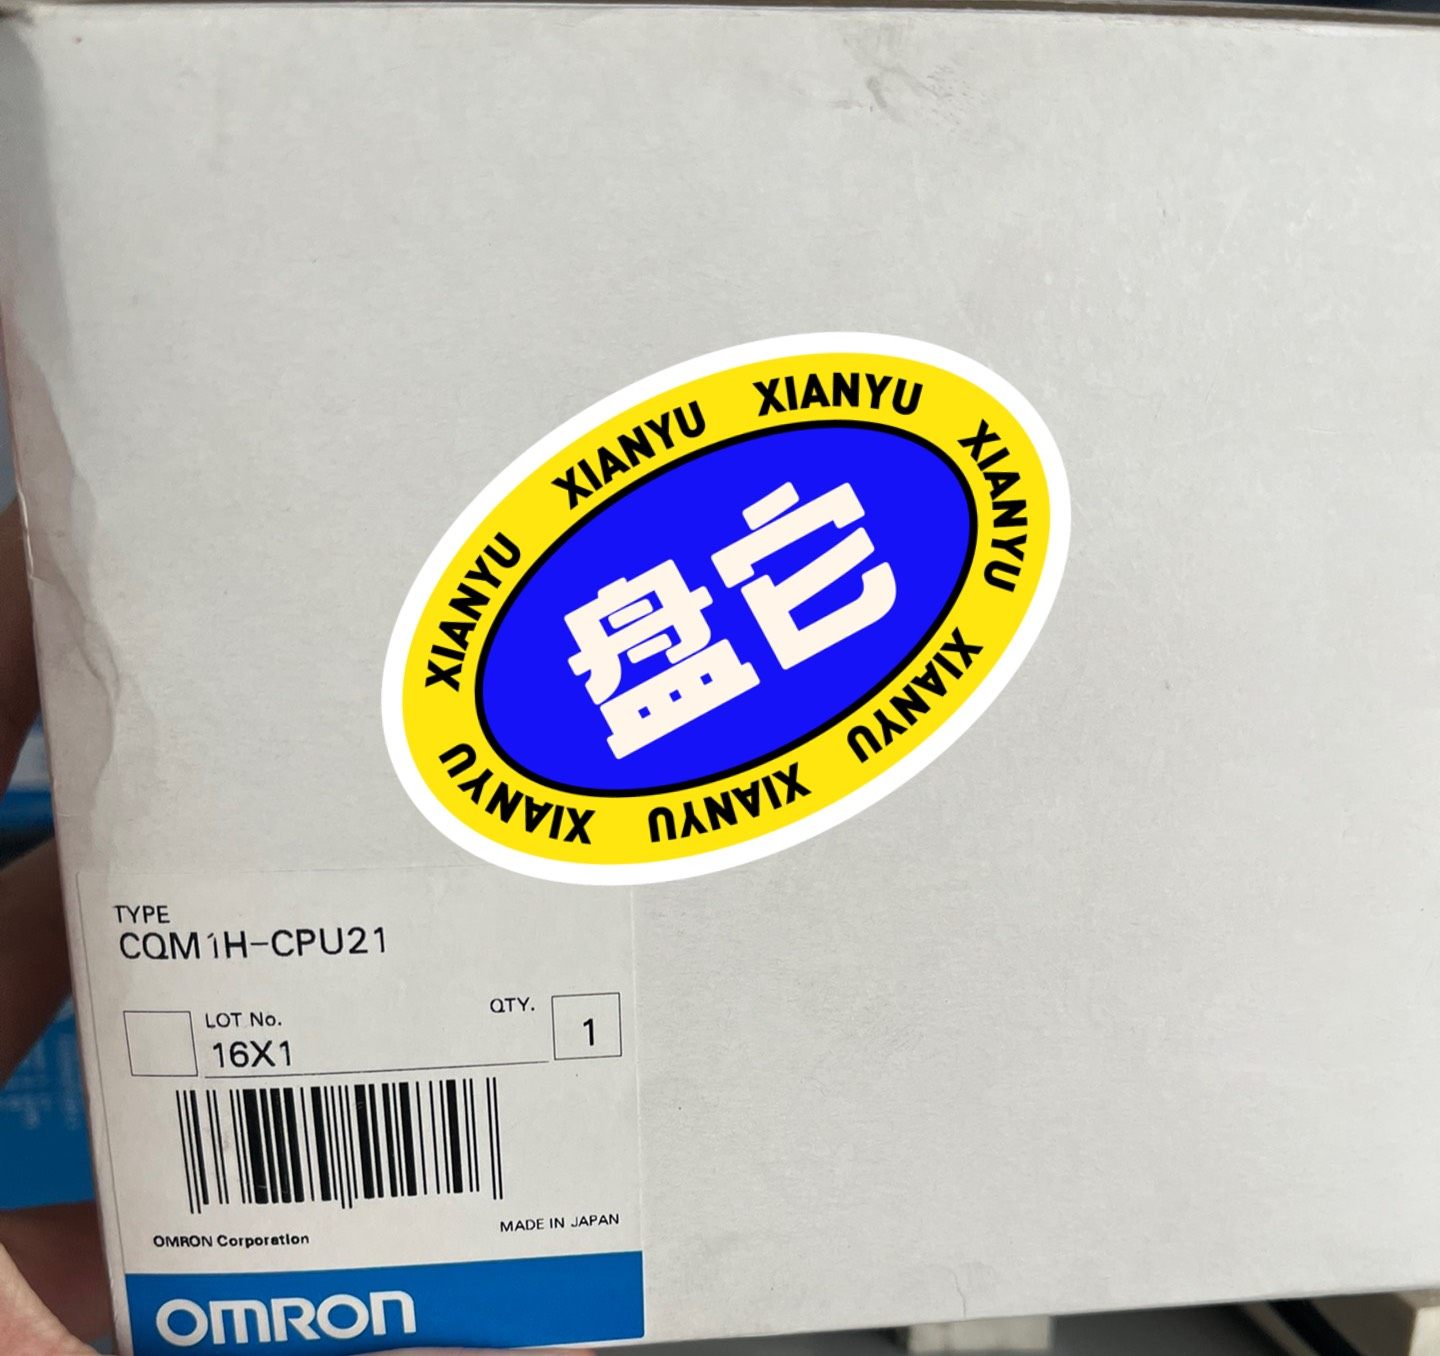 XIANYU XIANYU XIANYU XIANYU XIANYU XIANYU XIANYU XIANYU
盘它
TYPE
CQM1H-CPU21
LOT No.
QTY.
16X1
1
MADE IN JAPAN
OMRON Corporation
OMRON